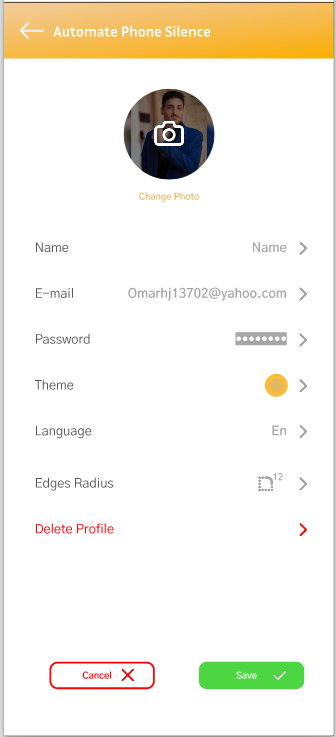 Automate Phone Silence
Change Photo
Name Name
E-mail Omarhj13702@yahoo.com
Password ********
Theme
Language En
Edges Radius 12
Delete Profile
Cancel Save